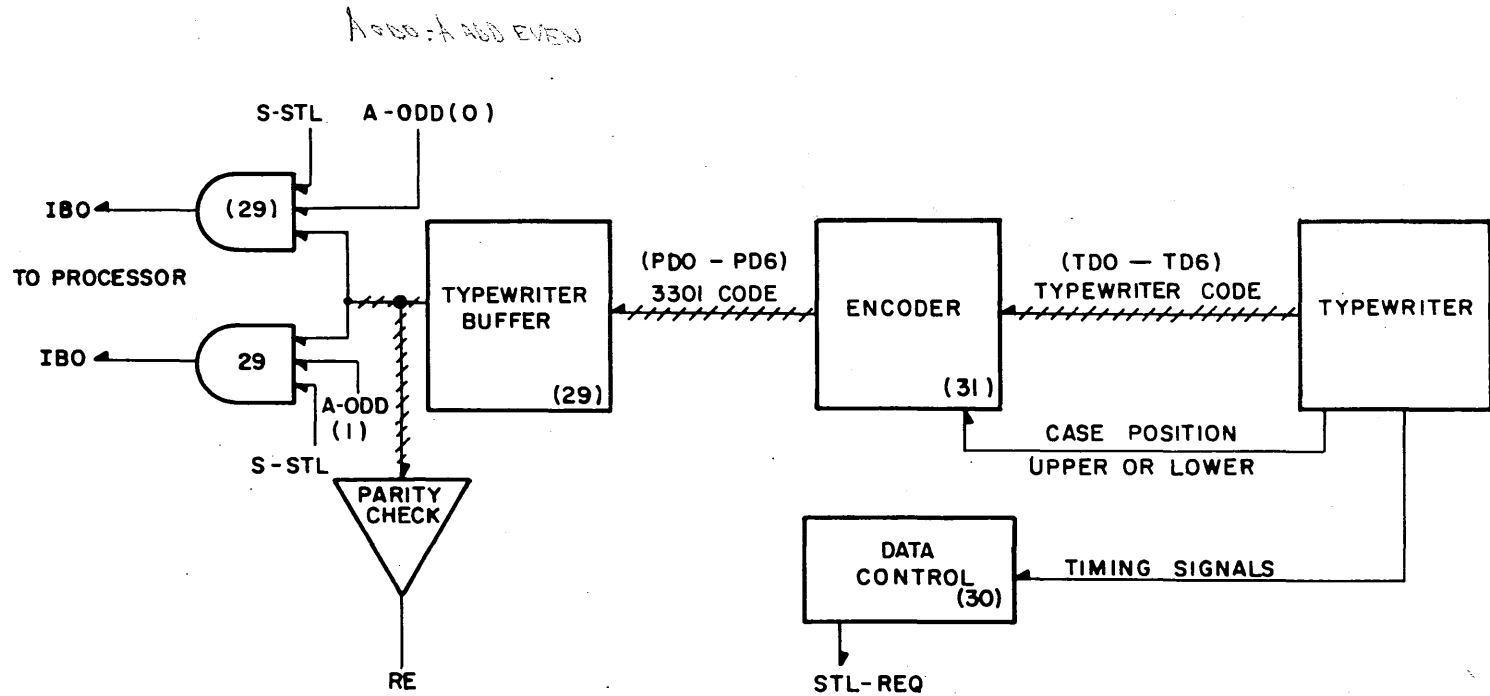 A ODD = A ADD EVEN
S-STL A-ODD(0)
IBO
(29)
TO PROCESSOR
IBO
29
A-ODD
(1)
S-STL
TYPEWRITER
BUFFER
(29)
PARITY
CHECK
RE
(PD0 - PD6)
3301 CODE
ENCODER
(31)
(TD0 — TD6)
TYPEWRITER CODE
TYPEWRITER
CASE POSITION
UPPER OR LOWER
DATA
CONTROL
(30)
TIMING SIGNALS
STL-REQ